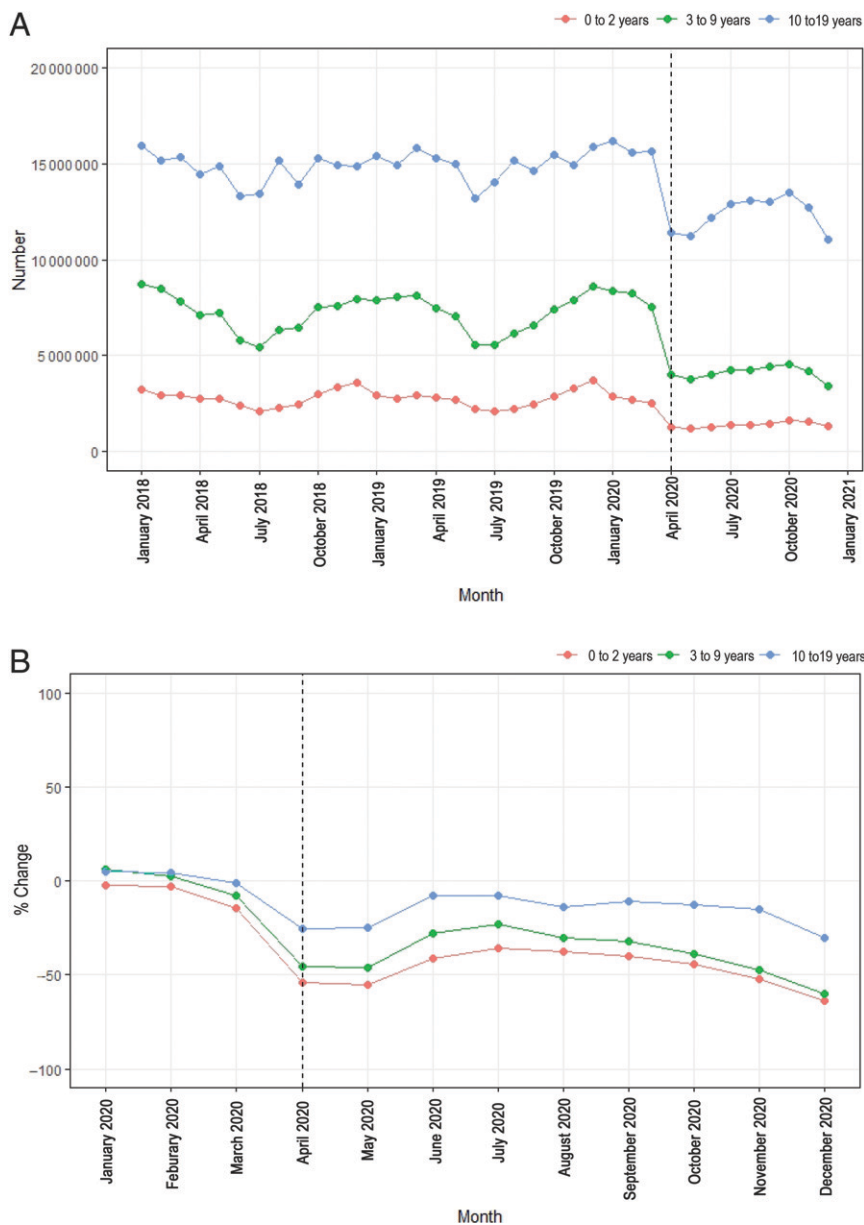 A
0 to 2 years 3 to 9 years 10 to19 years
20 000 000
15 000 000
10 000 000
5 000 000
0
Number
January 2018
April 2018
July 2018
October 2018
January 2019
April 2019
July 2019
October 2019
January 2020
April 2020
July 2020
October 2020
January 2021
Month
B
0 to 2 years 3 to 9 years 10 to19 years
100
50
0
−50
−100
% Change
January 2020
Feburary 2020
March 2020
April 2020
May 2020
June 2020
July 2020
August 2020
September 2020
October 2020
November 2020
December 2020
Month